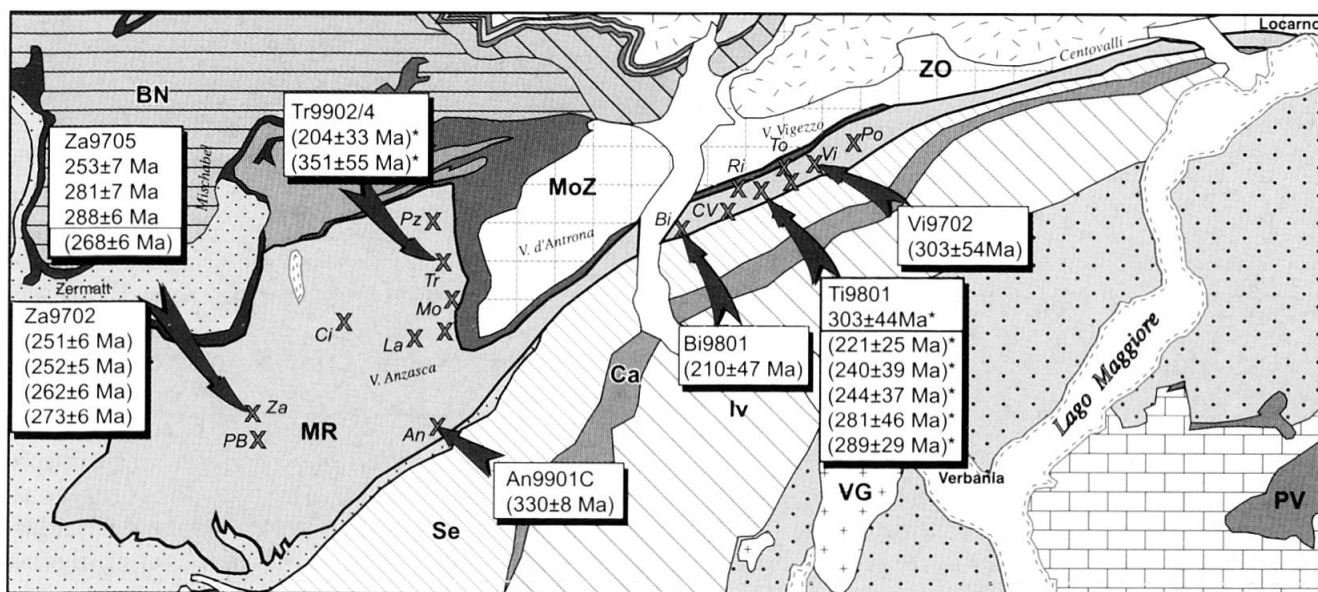 Locarno
Centovalli
ZO
BN
Tr9902/4
(204±33 Ma)*
(351±55 Ma)*
Za9705
253±7 Ma
281±7 Ma
288±6 Ma
(268±6 Ma)
Mischabel
V. Vigezzo
To
Po
Vi
Ri
MoZ
Pz
CV
Bi
V. d'Antrona
Vi9702
(303±54Ma)
Zermatt
Tr
Mo
Ci
La
Za9702
(251±6 Ma)
(252±5 Ma)
(262±6 Ma)
(273±6 Ma)
Ti9801
303±44Ma*
(221±25 Ma)*
(240±39 Ma)*
(244±37 Ma)*
(281±46 Ma)*
(289±29 Ma)*
Bi9801
(210±47 Ma)
Ca
V. Anzasca
Iv
Lago Maggiore
Za
PB
MR
An
An9901C
(330±8 Ma)
Se
VG
Verbania
PV